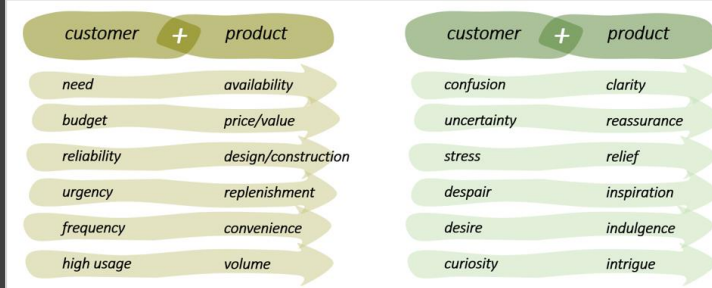 customer + product
need availability
budget price/value
reliability design/construction
urgency replenishment
frequency convenience
high usage volume
customer + product
confusion clarity
uncertainty reassurance
stress relief
despair inspiration
desire indulgence
curiosity intrigue